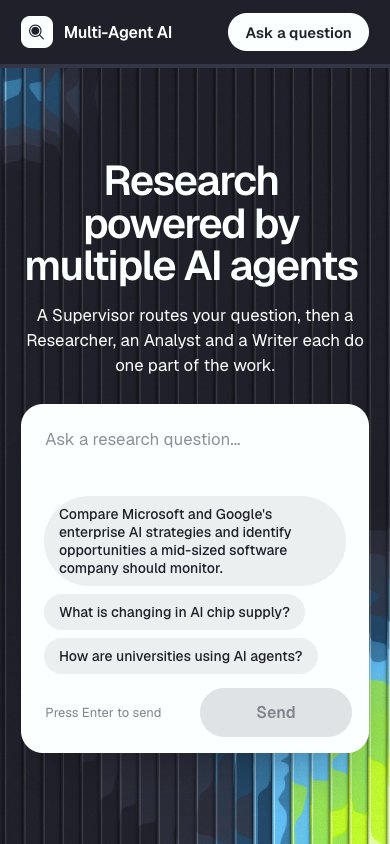 Multi-Agent AI
Ask a question
Research
powered by
multiple AI agents
A Supervisor routes your question, then a
Researcher, an Analyst and a Writer each do
one part of the work.
Ask a research question...
Compare Microsoft and Google's
enterprise AI strategies and identify
opportunities a mid-sized software
company should monitor.
What is changing in AI chip supply?
How are universities using AI agents?
Press Enter to send
Send